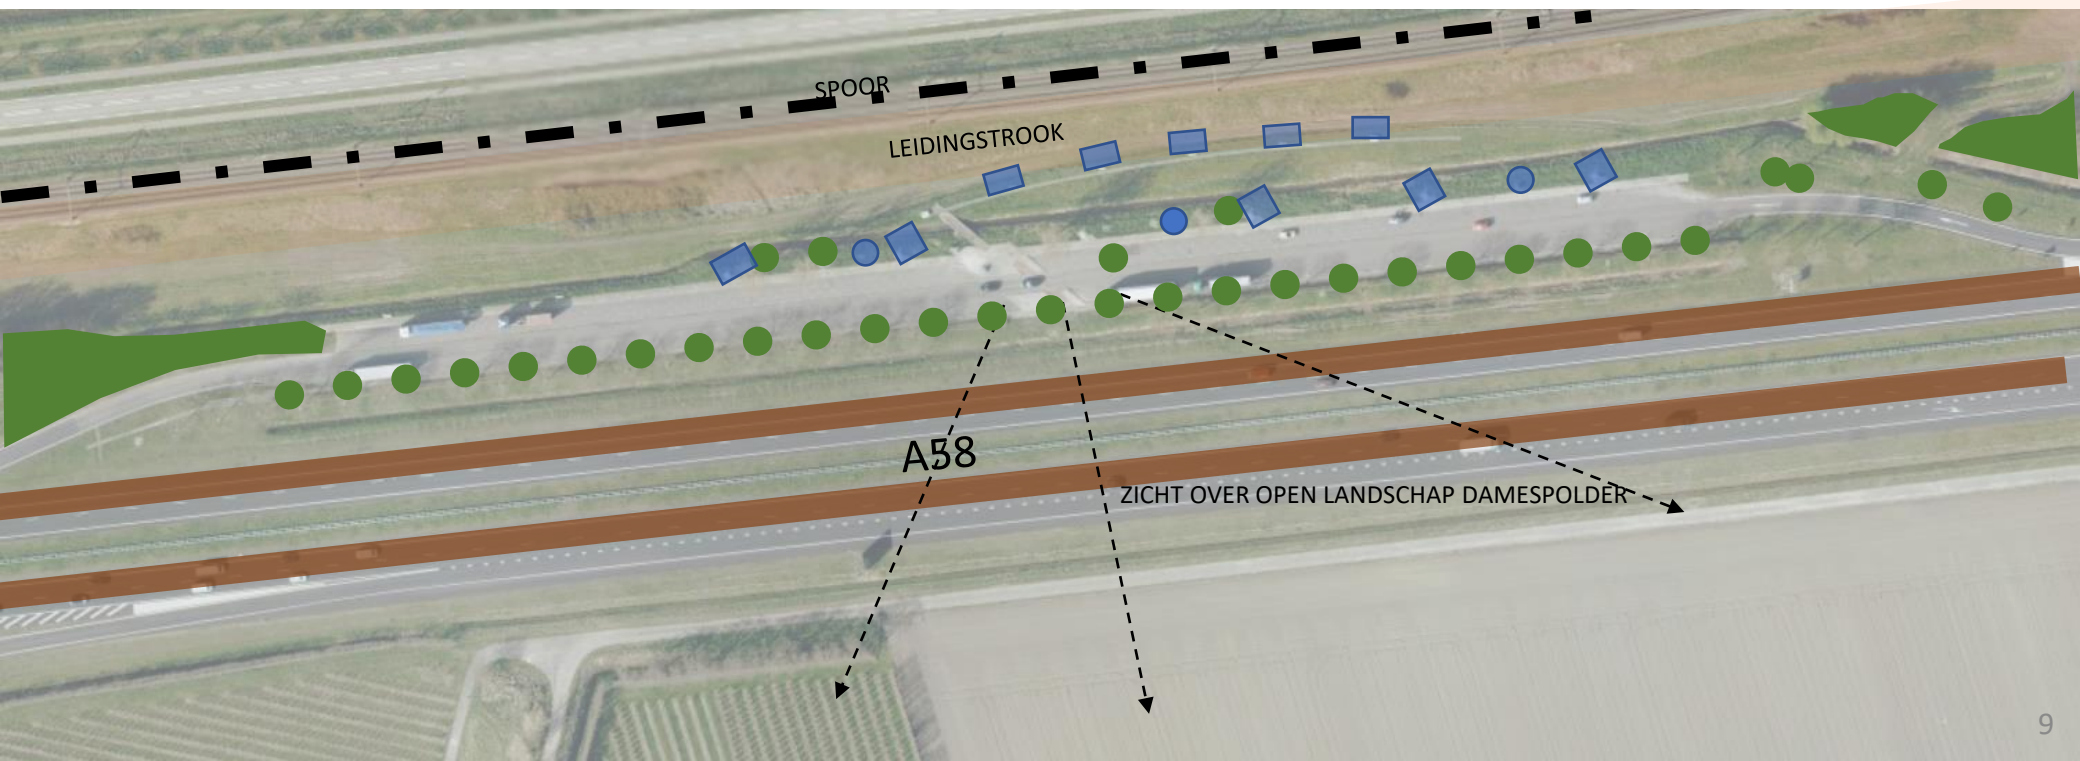 SPOOR
LEIDINGSTROOK
A58
ZICHT OVER OPEN LANDSCHAP DAMESPOLDER
9